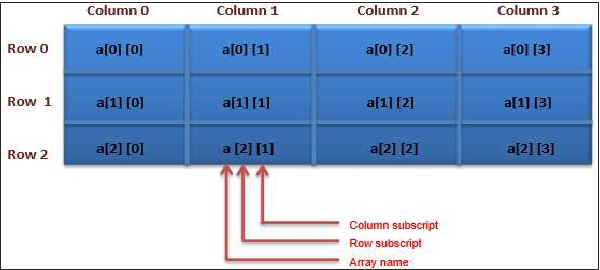 Column 0 Column 1 Column 2 Column 3
Row 0 a[0] [0] a[0] [1] a[0] [2] a[0] [3]
Row 1 a[1] [0] a[1] [1] a[1] [2] a[1] [3]
Row 2 a[2] [0] a [2] [1] a[2] [2] a[2] [3]
Column subscript
Row subscript
Array name